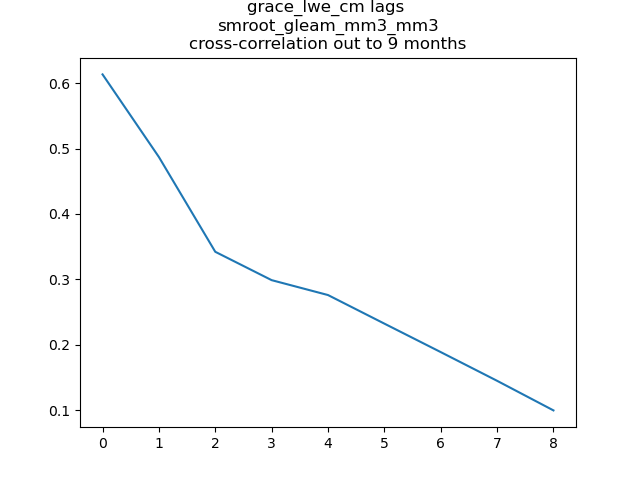 grace_lwe_cm lags
smroot_gleam_mm3_mm3
cross-correlation out to 9 months
0.6
0.5
0.4
0.3
0.2
0.1
0 1 2 3 4 5 6 7 8